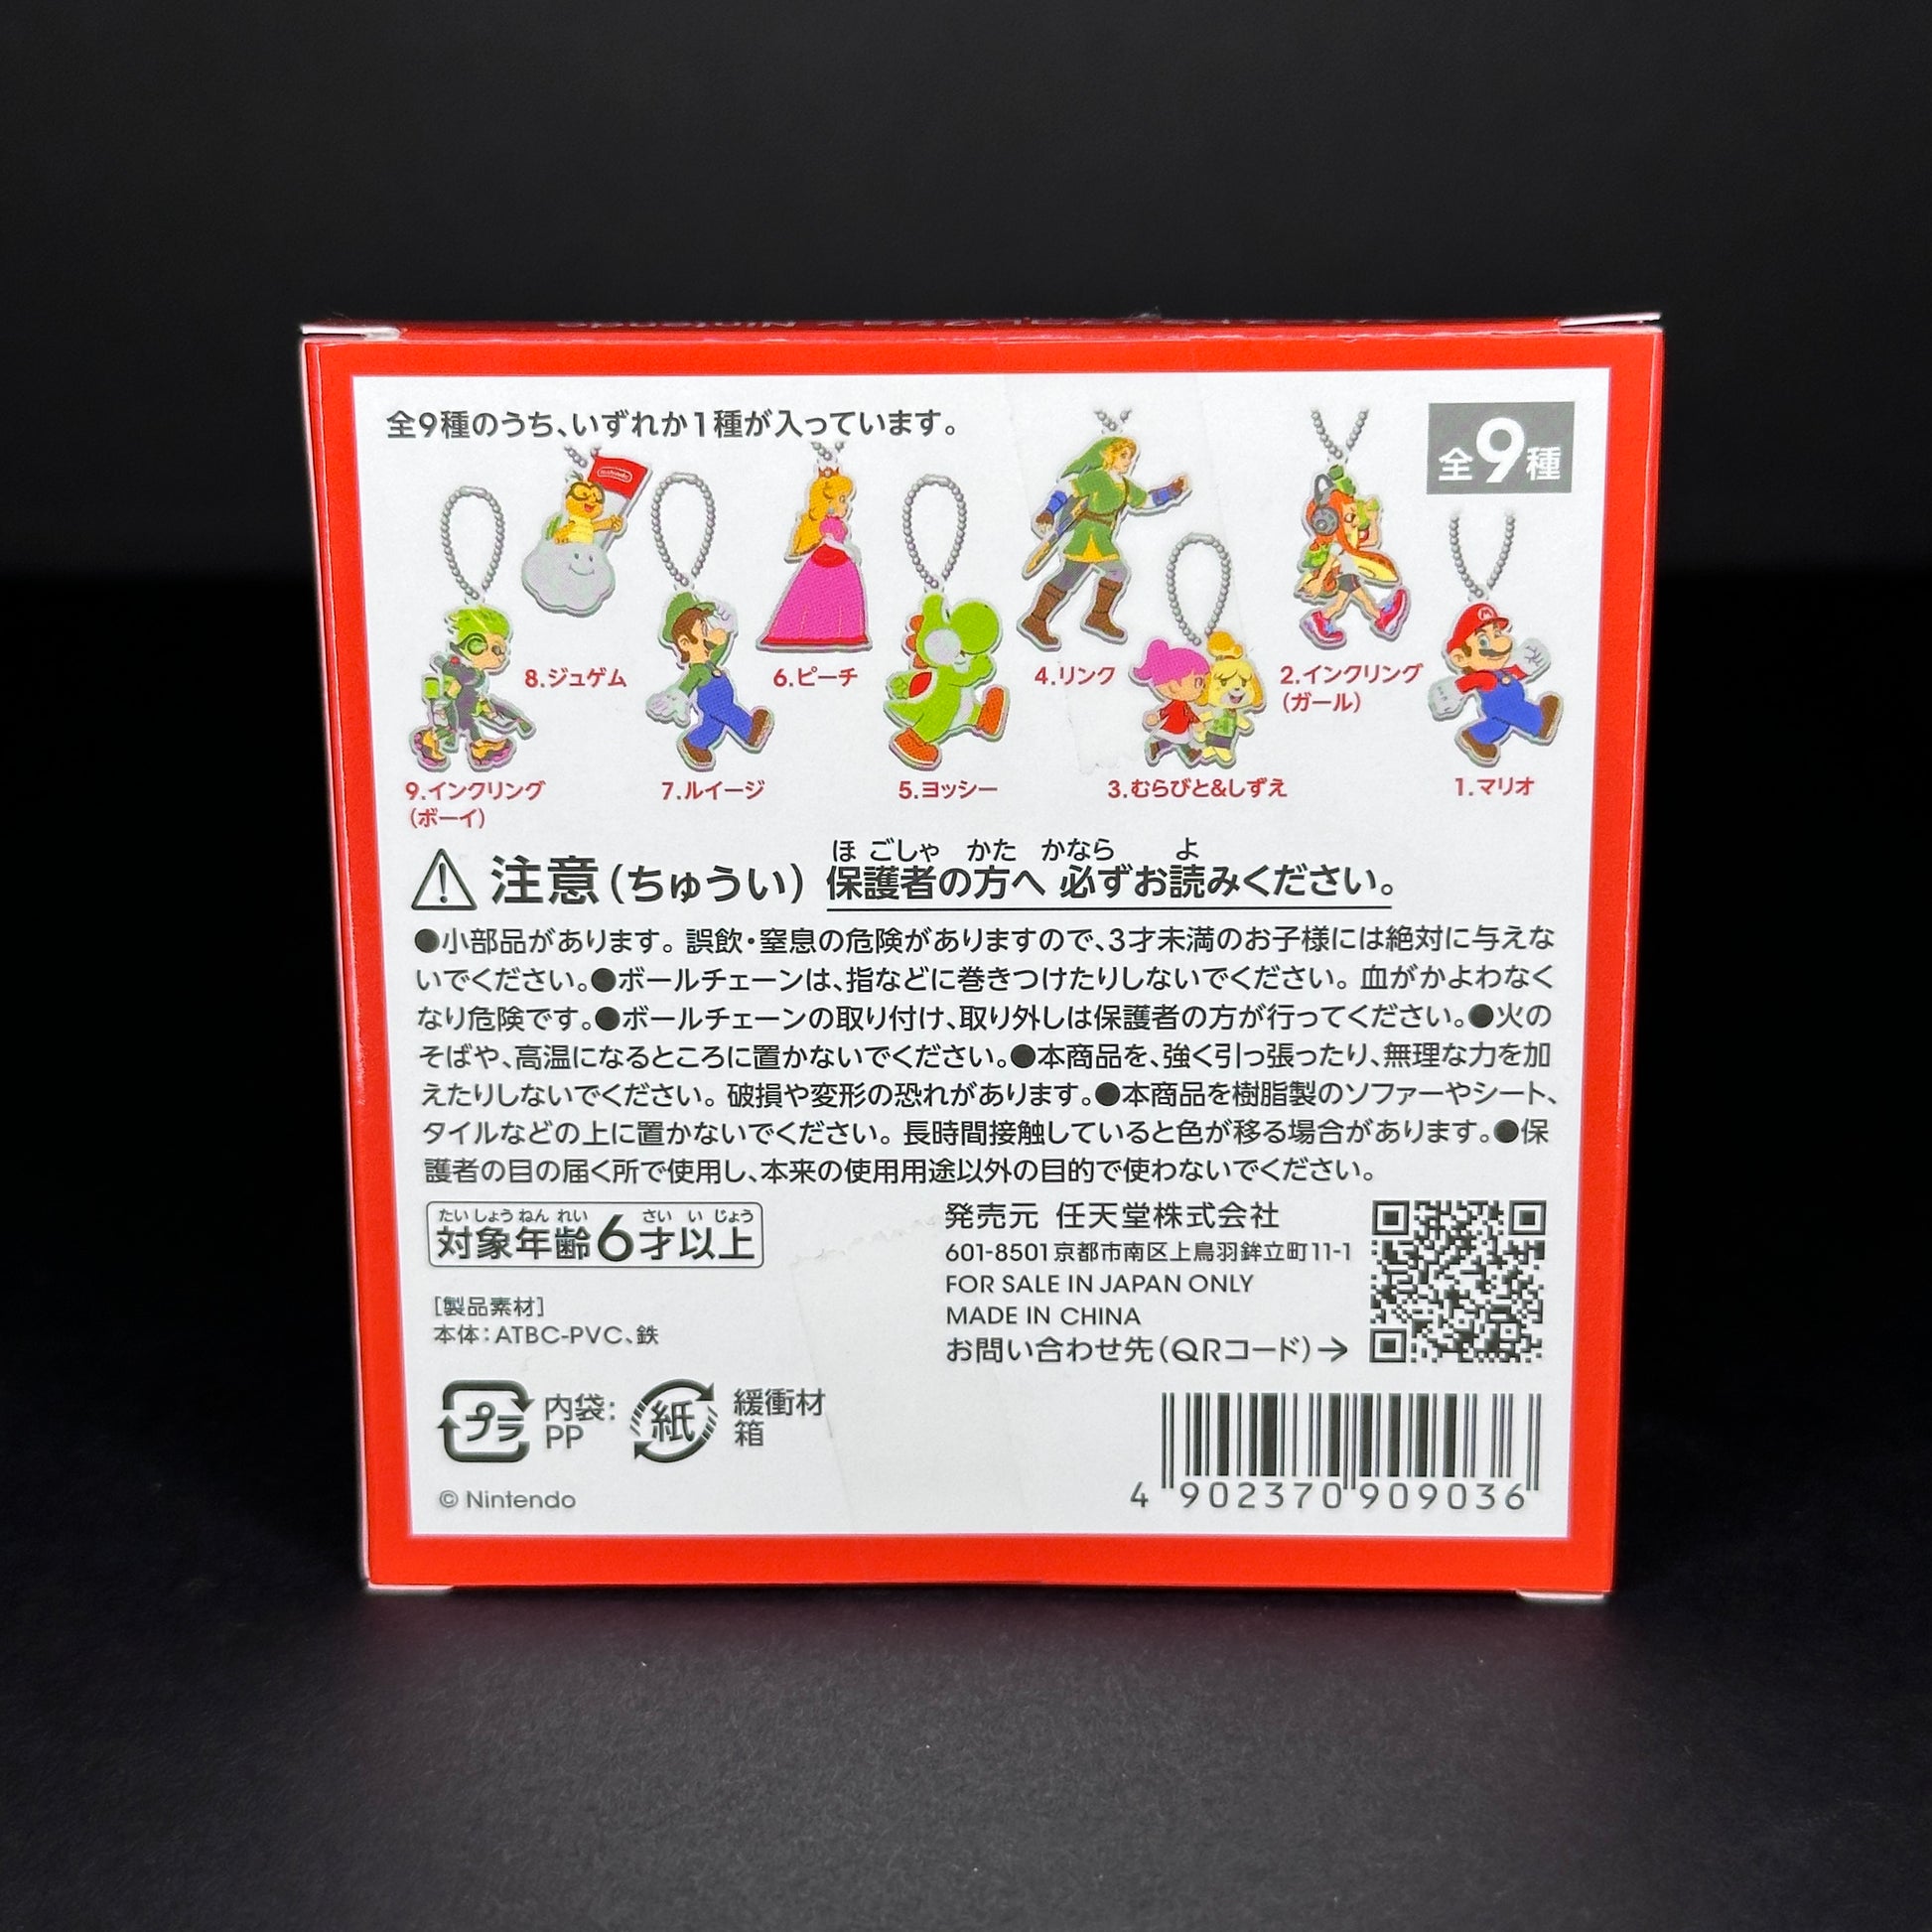 全9種のうち、いずれか1種が入っています。
全9種
8.ジュゲム
6.ピーチ
4.リンク
2.インクリング
(ガール)
9.インクリング
(ボーイ)
7.ルイージ
5.ヨッシー
3.むらびと&しずえ
1.マリオ
ほ ごしゃ かた かなら よ
注意(ちゅうい) 保護者の方へ 必ずお読みください。
●小部品があります。誤飲・窒息の危険がありますので、3才未満のお子様には絶対に与えな
いでください。●ボールチェーンは、指などに巻きつけたりしないでください。血がかよわなく
なり危険です。●ボールチェーンの取り付け、取り外しは保護者の方が行ってください。●火の
そばや、高温になるところに置かないでください。●本商品を、強く引っ張ったり、無理な力を加
えたりしないでください。破損や変形の恐れがあります。●本商品を樹脂製のソファーやシート、
タイルなどの上に置かないでください。長時間接触していると色が移る場合があります。●保
護者の目の届く所で使用し、本来の使用用途以外の目的で使わないでください。
たいしょうねんれい さい い じょう
対象年齢6才以上
[製品素材]
本体:ATBC-PVC、鉄
発売元 任天堂株式会社
601-8501京都市南区上鳥羽鉾立町11-1
FOR SALE IN JAPAN ONLY
MADE IN CHINA
お問い合わせ先(QRコード)→
プラ
内袋:
PP
紙
緩衝材
箱
© Nintendo
4 902370 909036